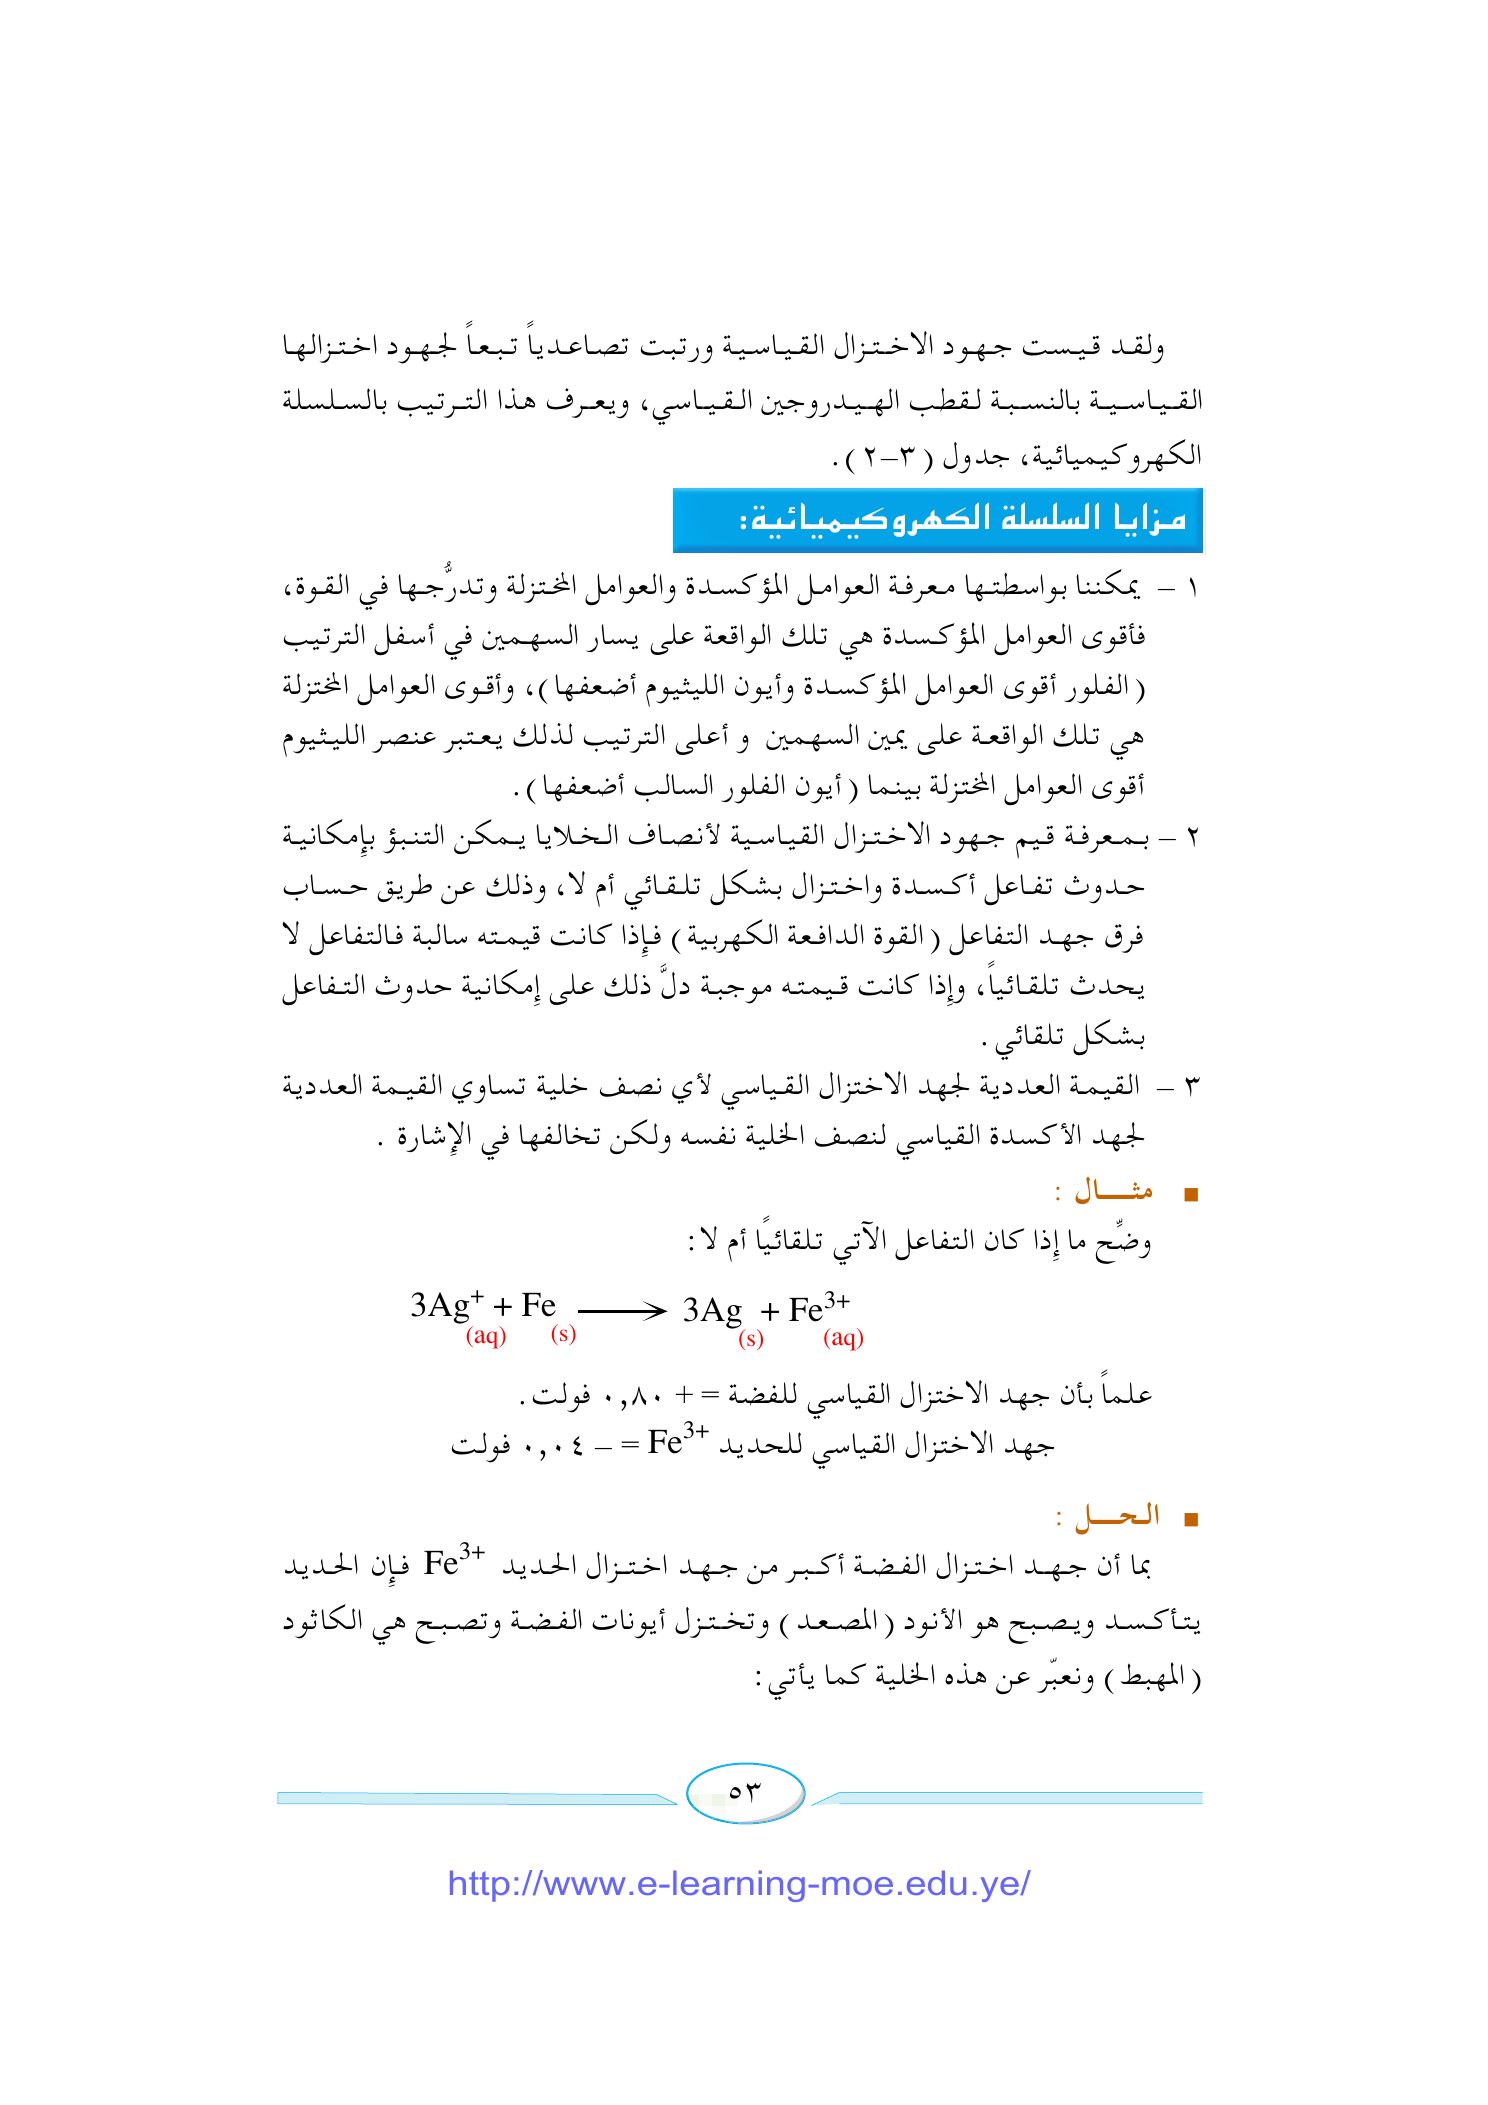 ولقد قيست جهود الاختزال القياسية ورتبت تصاعدياً تبعاً لجهود اختزالها
القياسية بالنسبة لقطب الهيدروجين القياسي، ويعرف هذا الترتيب بالسلسلة
الكهروكيميائية، جدول ( ٣–٢ ) .
مزايا السلسلة الكهروكيميائية:
١ – يمكننا بواسطتها معرفة العوامل المؤكسدة والعوامل المختزلة وتدرُّجها في القوة،
فأقوى العوامل المؤكسدة هي تلك الواقعة على يسار السهمين في أسفل الترتيب
( الفلور أقوى العوامل المؤكسدة وأيون الليثيوم أضعفها )، وأقوى العوامل المختزلة
هي تلك الواقعة على يمين السهمين و أعلى الترتيب لذلك يعتبر عنصر الليثيوم
أقوى العوامل المختزلة بينما ( أيون الفلور السالب أضعفها ) .
٢ – بمعرفة قيم جهود الاختزال القياسية لأنصاف الخلايا يمكن التنبؤ بإمكانية
حدوث تفاعل أكسدة واختزال بشكل تلقائي أم لا، وذلك عن طريق حساب
فرق جهد التفاعل ( القوة الدافعة الكهربية ) فإذا كانت قيمته سالبة فالتفاعل لا
يحدث تلقائياً، وإذا كانت قيمته موجبة دلَّ ذلك على إمكانية حدوث التفاعل
بشكل تلقائي .
٣ – القيمة العددية لجهد الاختزال القياسي لأي نصف خلية تساوي القيمة العددية
لجهد الأكسدة القياسي لنصف الخلية نفسه ولكن تخالفها في الإشارة .
■ مثـــال :
وضِّح ما إذا كان التفاعل الآتي تلقائيًا أم لا :
3Ag⁺(aq) + Fe(s) ⟶ 3Ag(s) + Fe³⁺(aq)
علماً بأن جهد الاختزال القياسي للفضة = + ٠,٨٠ فولت .
جهد الاختزال القياسي للحديد Fe³⁺ = – ٠,٠٤ فولت
■ الحـــل :
بما أن جهد اختزال الفضة أكبر من جهد اختزال الحديد Fe³⁺ فإن الحديد
يتأكسد ويصبح هو الأنود ( المصعد ) وتختزل أيونات الفضة وتصبح هي الكاثود
( المهبط ) ونعبّر عن هذه الخلية كما يأتي :
٥٣
http://www.e-learning-moe.edu.ye/